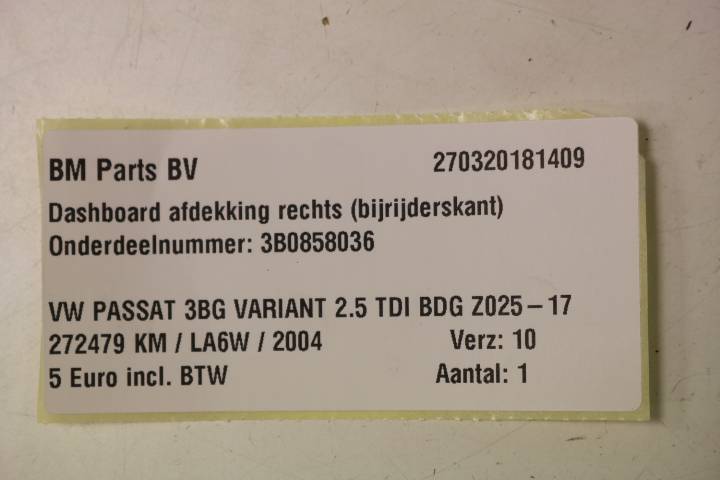 BM Parts BV 270320181409
Dashboard afdekking rechts (bijrijderskant)
Onderdeelnummer: 3B0858036
VW PASSAT 3BG VARIANT 2.5 TDI BDG Z025-17
272479 KM / LA6W / 2004 Verz: 10
5 Euro incl. BTW Aantal: 1